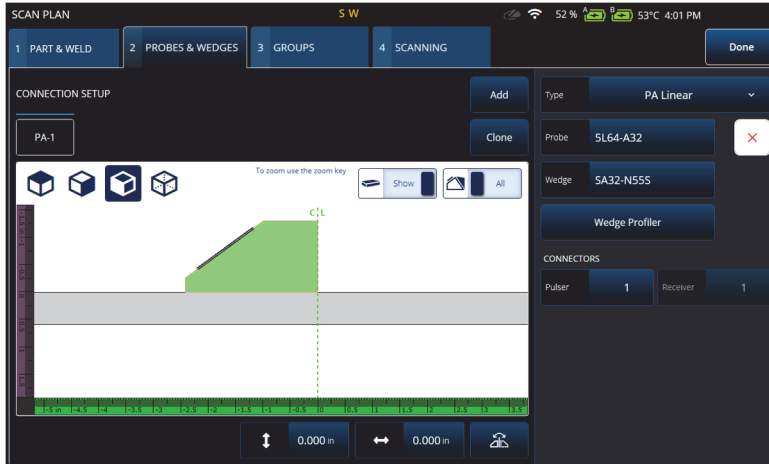 SCAN PLAN S W 52 % A B 53°C 4:01 PM
1 PART & WELD 2 PROBES & WEDGES 3 GROUPS 4 SCANNING Done
CONNECTION SETUP Add
PA-1 Clone
Type PA Linear
Probe 5L64-A32
Wedge SA32-N55S
Wedge Profiler
CONNECTORS
Pulser 1 Receiver 1
To zoom use the zoom key Show All
C L
-5 in -4.5 -4 -3.5 -3 -2.5 -2 -1.5 -1 -0.5 0 0.5 1 1.5 2 2.5 3 3.5
0.000 in 0.000 in